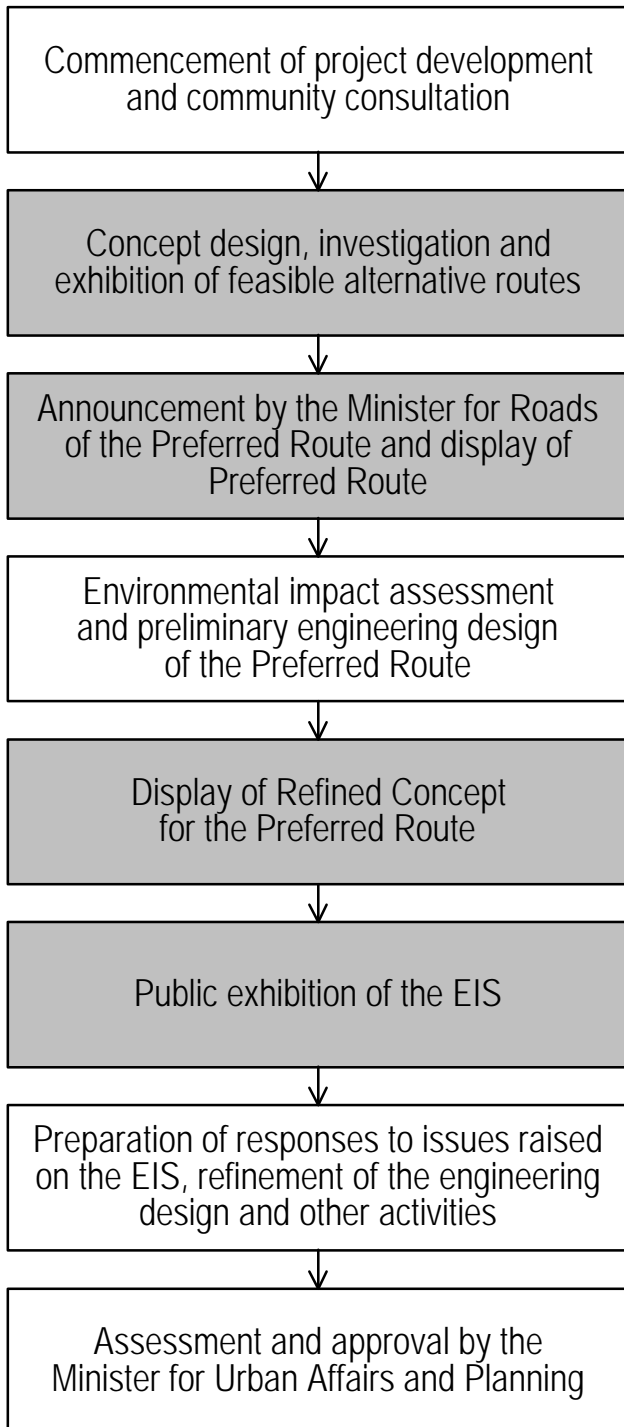 Commencement of project development
and community consultation
Concept design, investigation and
exhibition of feasible alternative routes
Announcement by the Minister for Roads
of the Preferred Route and display of
Preferred Route
Environmental impact assessment
and preliminary engineering design
of the Preferred Route
Display of Refined Concept
for the Preferred Route
Public exhibition of the EIS
Preparation of responses to issues raised
on the EIS, refinement of the engineering
design and other activities
Assessment and approval by the
Minister for Urban Affairs and Planning